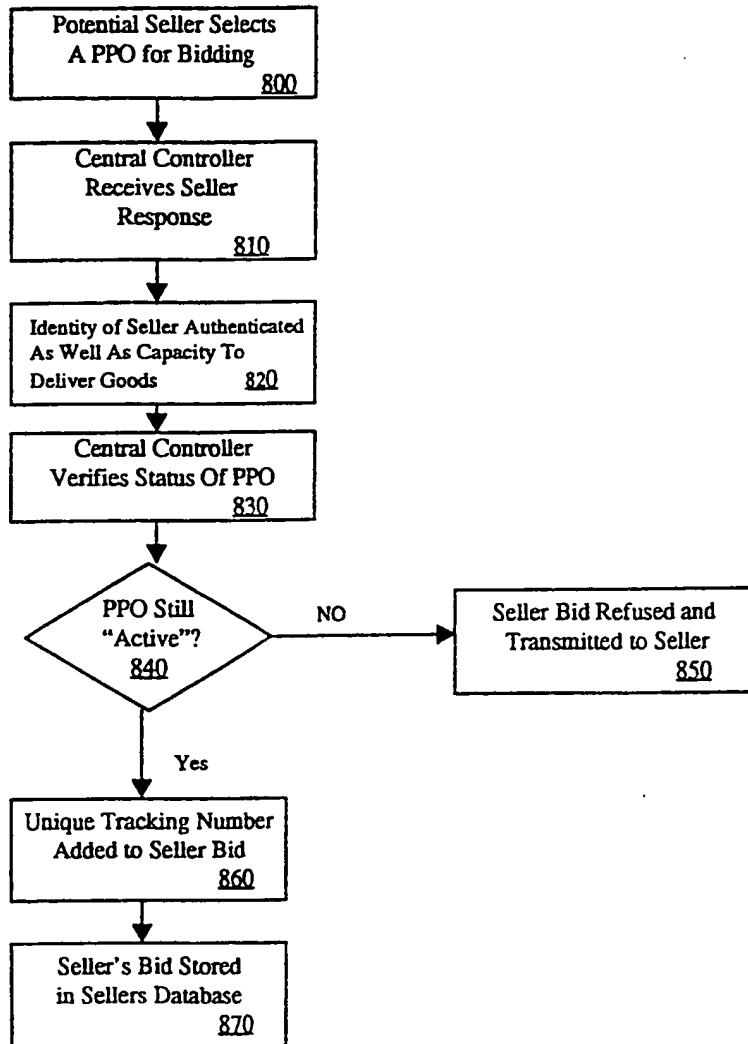 Potential Seller Selects
A PPO for Bidding
800
Central Controller
Receives Seller
Response
810
Identity of Seller Authenticated
As Well As Capacity To
Deliver Goods 820
Central Controller
Verifies Status Of PPO
830
PPO Still
"Active"?
840
NO
Seller Bid Refused and
Transmitted to Seller
850
Yes
Unique Tracking Number
Added to Seller Bid
860
Seller's Bid Stored
in Sellers Database
870